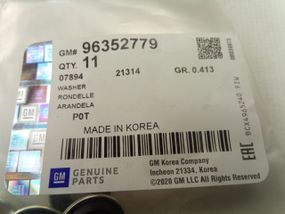 GM# 96352779
QTY. 11
07894 21314 GR. 0.413
WASHER
RONDELLE
ARANDELA
P0T
MADE IN KOREA
GM
GENUINE
PARTS
GM Korea Company
Incheon 21334, Korea
©2020 GM LLC All Rights Reserved
EAC